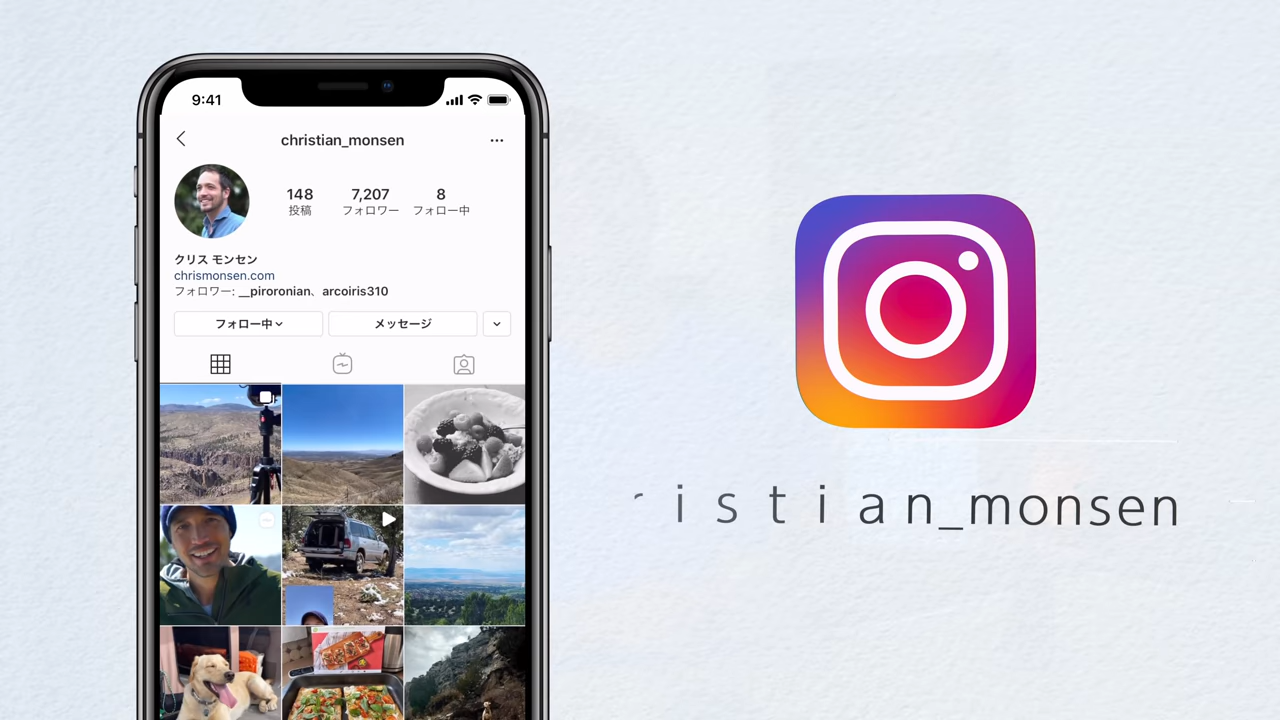 9:41
christian_monsen
148 7,207 8
投稿 フォロワー フォロー中
クリス モンセン
chrismonsen.com
フォロワー: __piroronian、arcoiris310
フォロー中 メッセージ
ristian_monsen